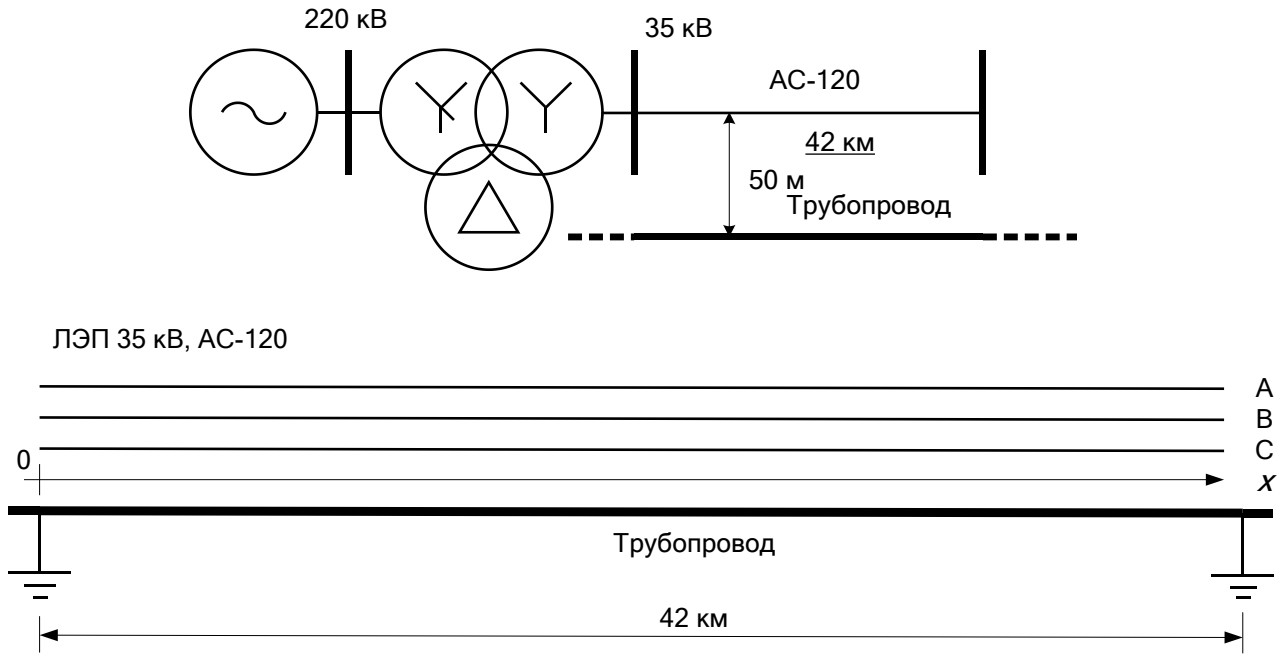 220 кВ
35 кВ
АС-120
42 км
50 м
Трубопровод
ЛЭП 35 кВ, АС-120
A
B
C
0
x
Трубопровод
42 км